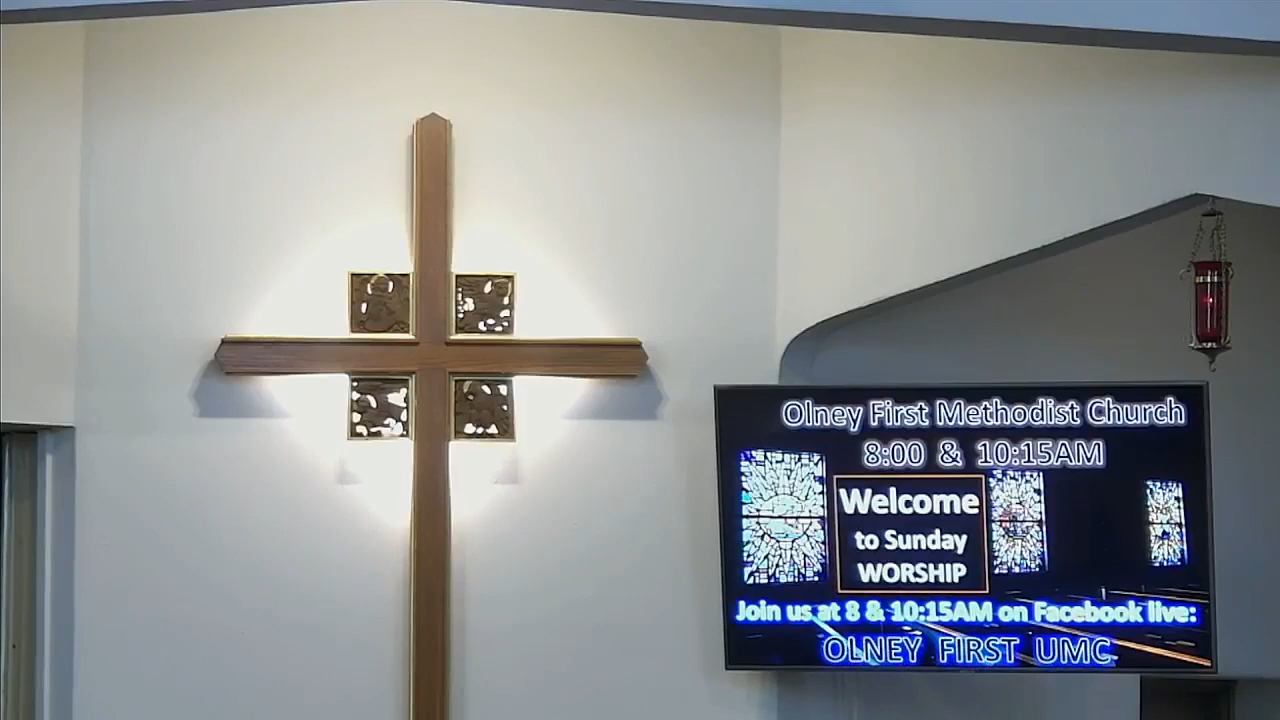 Olney First Methodist Church
8:00 & 10:15AM
Welcome
to Sunday
WORSHIP
Join us at 8 & 10:15AM on Facebook live:
OLNEY FIRST UMC